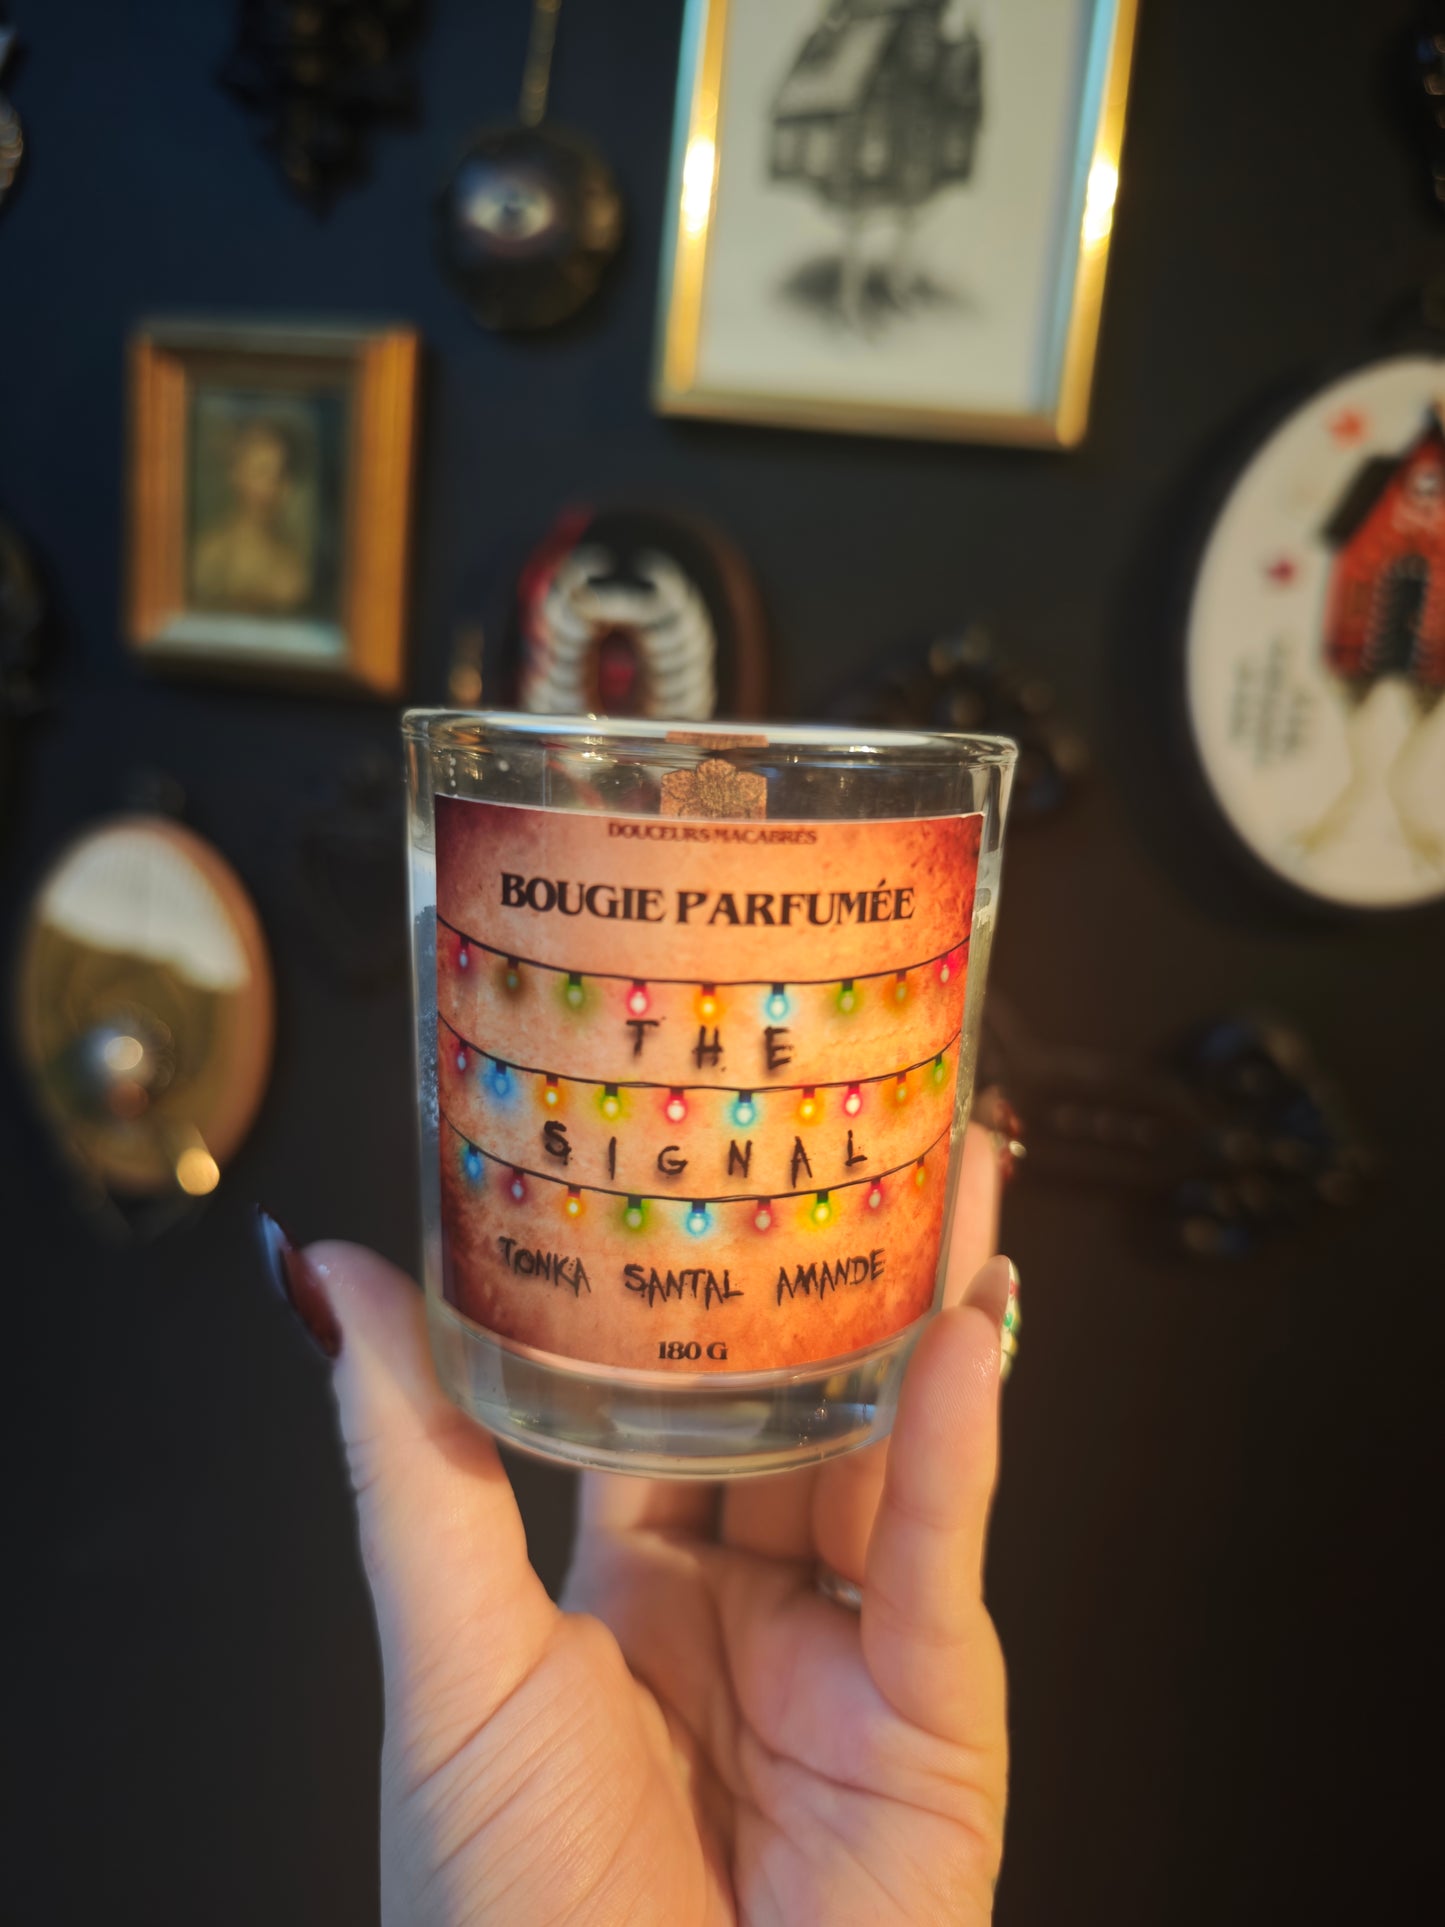 DOUCEURS MACABRES
BOUGIE PARFUMÉE
THE
SIGNAL
TONKA SANTAL AMANDE
180 G